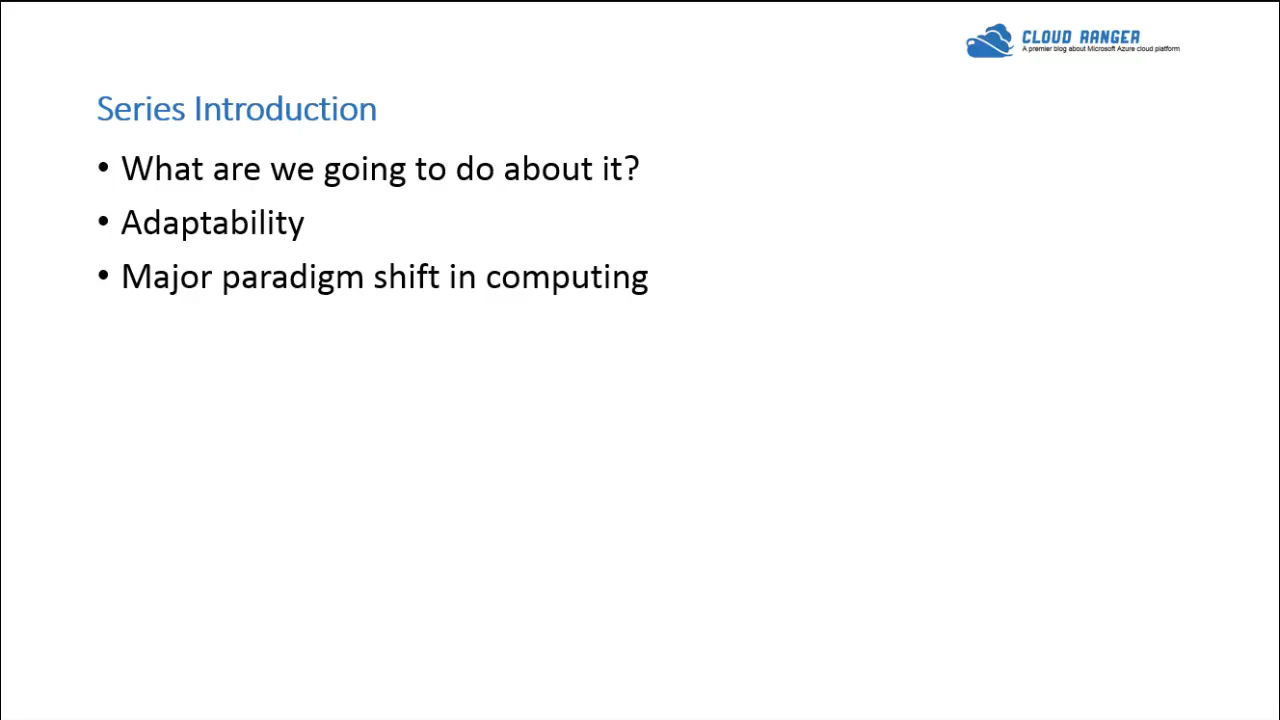 CLOUD RANGER
A premier blog about Microsoft Azure cloud platform
Series Introduction
• What are we going to do about it?
• Adaptability
• Major paradigm shift in computing